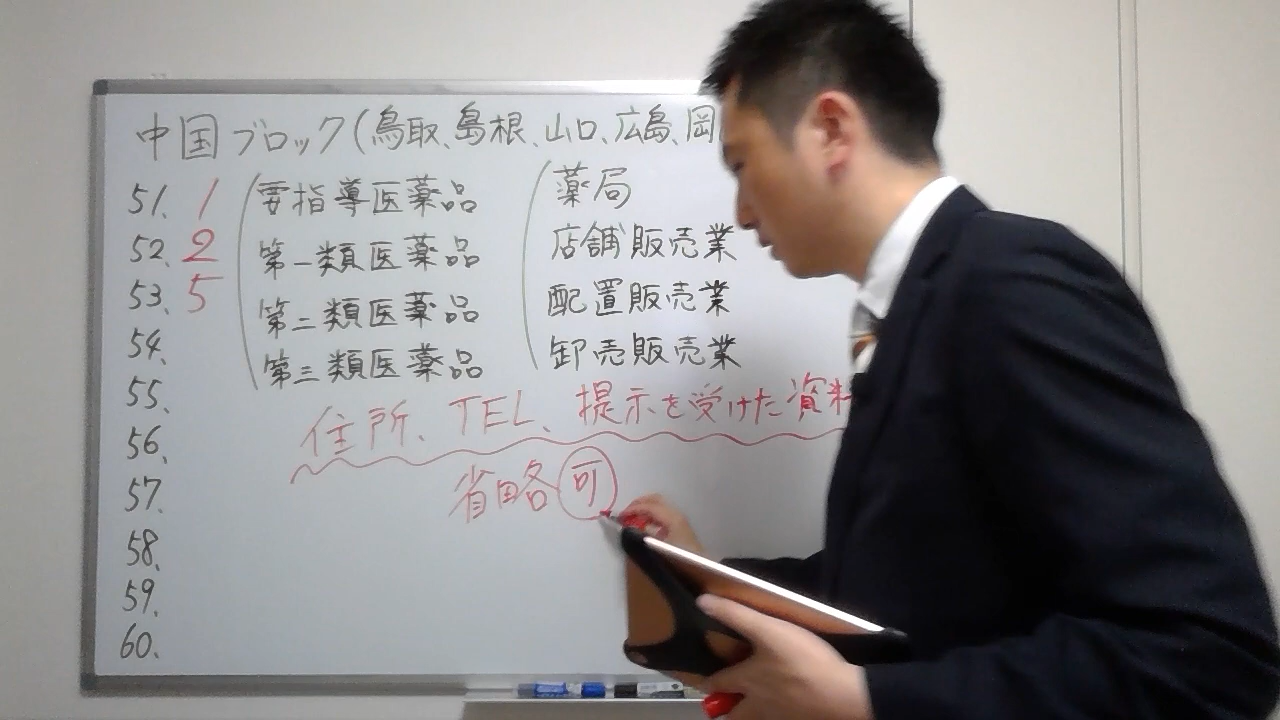 中国ブロック(鳥取、島根、山口、広島、岡
51. 1
52. 2
53. 5
54.
55.
56.
57.
58.
59.
60.
要指導医薬品
第一類医薬品
第二類医薬品
第三類医薬品
薬局
店舗販売業
配置販売業
卸売販売業
住所、TEL、提示を受けた資料
省略可